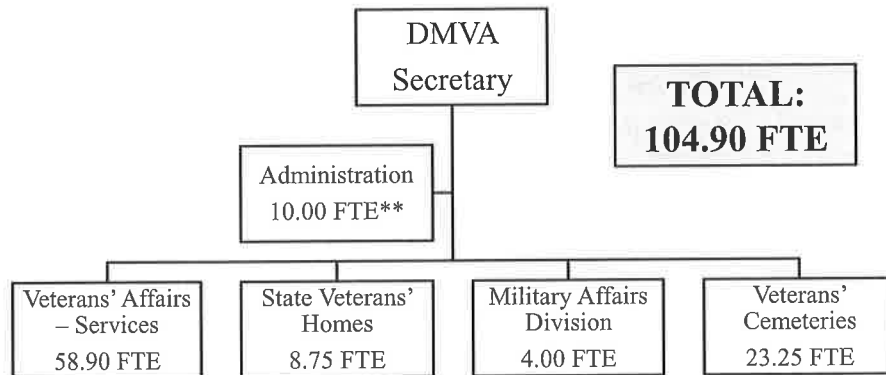 DMVA
Secretary
TOTAL:
104.90 FTE
Administration
10.00 FTE**
Veterans' Affairs
– Services
58.90 FTE
State Veterans'
Homes
8.75 FTE
Military Affairs
Division
4.00 FTE
Veterans'
Cemeteries
23.25 FTE